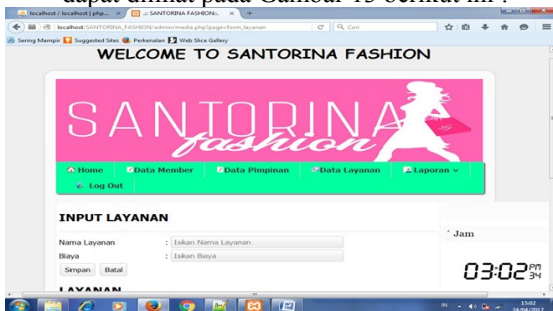 dapat dilihat pada Gambar 15 berikut ini :
localhost / localhost | php...
.:: SANTORINA FASHION::.
localhost/SANTORINA_FASHION/admin/media.php?page=form_layanan
Cari
Sering Mampir Suggested Sites Perkenalan Web Slice Gallery
WELCOME TO SANTORINA FASHION
SANTORINA
fashion
Home Data Member Data Pimpinan Data Layanan Laporan
Log Out
INPUT LAYANAN
Nama Layanan : Isikan Nama Layanan
Biaya : Isikan Biaya
Simpan Batal
LAYANAN
Jam
03:02 PM 34
IN 15:02
24/04/2017